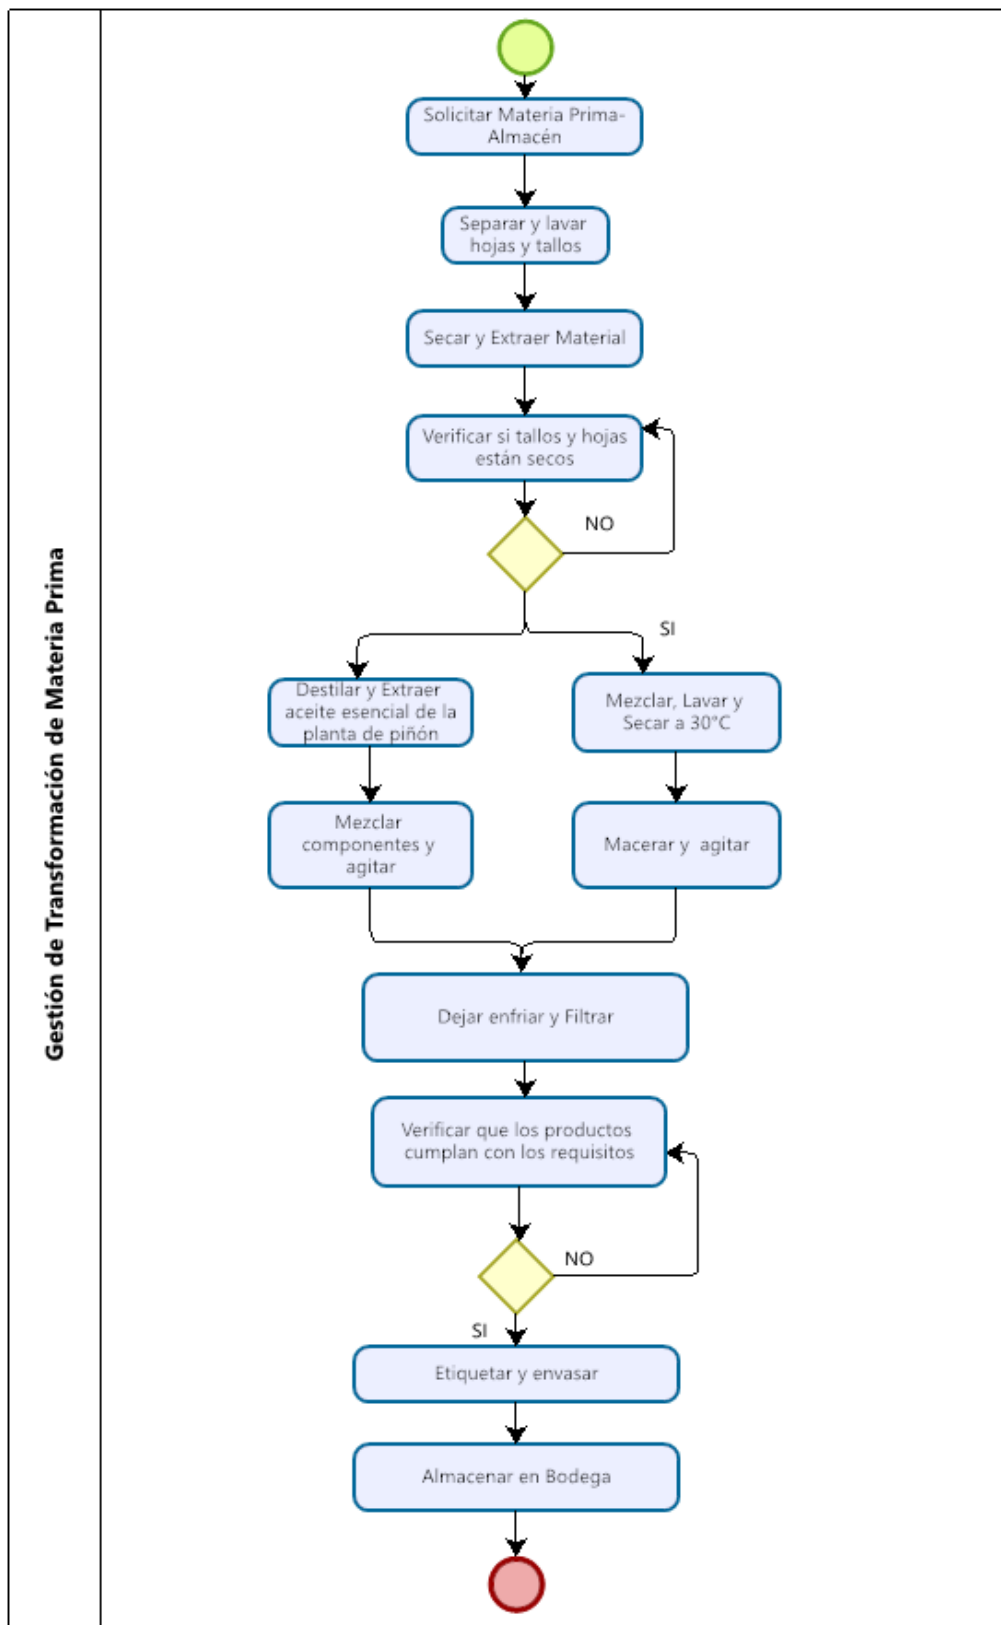 Gestión de Transformación de Materia Prima
Solicitar Materia Prima-
Almacén
Separar y lavar
hojas y tallos
Secar y Extraer Material
Verificar si tallos y hojas
están secos
NO
SI
Destilar y Extraer
aceite esencial de la
planta de piñón
Mezclar, Lavar y
Secar a 30°C
Mezclar
componentes y
agitar
Macerar y agitar
Dejar enfriar y Filtrar
Verificar que los productos
cumplan con los requisitos
NO
SI
Etiquetar y envasar
Almacenar en Bodega